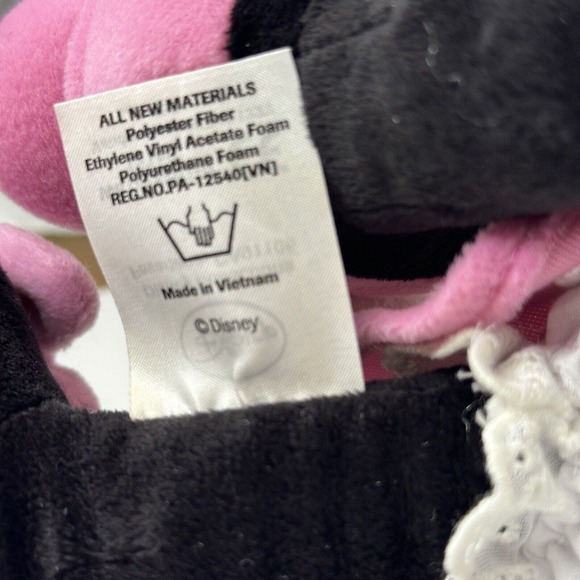 ALL NEW MATERIALS
Polyester Fiber
Ethylene Vinyl Acetate Foam
Polyurethane Foam
REG.NO.PA-12540[VN]
Made in Vietnam
© Disney